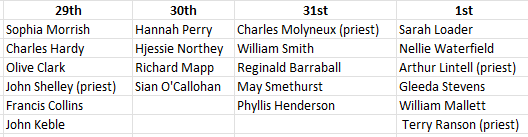 29th 30th 31st 1st
Sophia Morrish Hannah Perry Charles Molyneux (priest) Sarah Loader
Charles Hardy Hjessie Northey William Smith Nellie Waterfield
Olive Clark Richard Mapp Reginald Barraball Arthur Lintell (priest)
John Shelley (priest) Sian O'Callohan May Smethurst Gleeda Stevens
Francis Collins Phyllis Henderson William Mallett
John Keble Terry Ranson (priest)